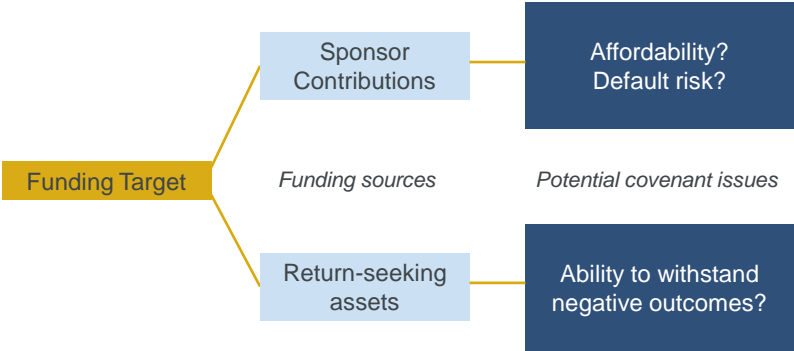 Sponsor
Contributions
Affordability?
Default risk?
Funding Target
Funding sources
Potential covenant issues
Return-seeking
assets
Ability to withstand
negative outcomes?